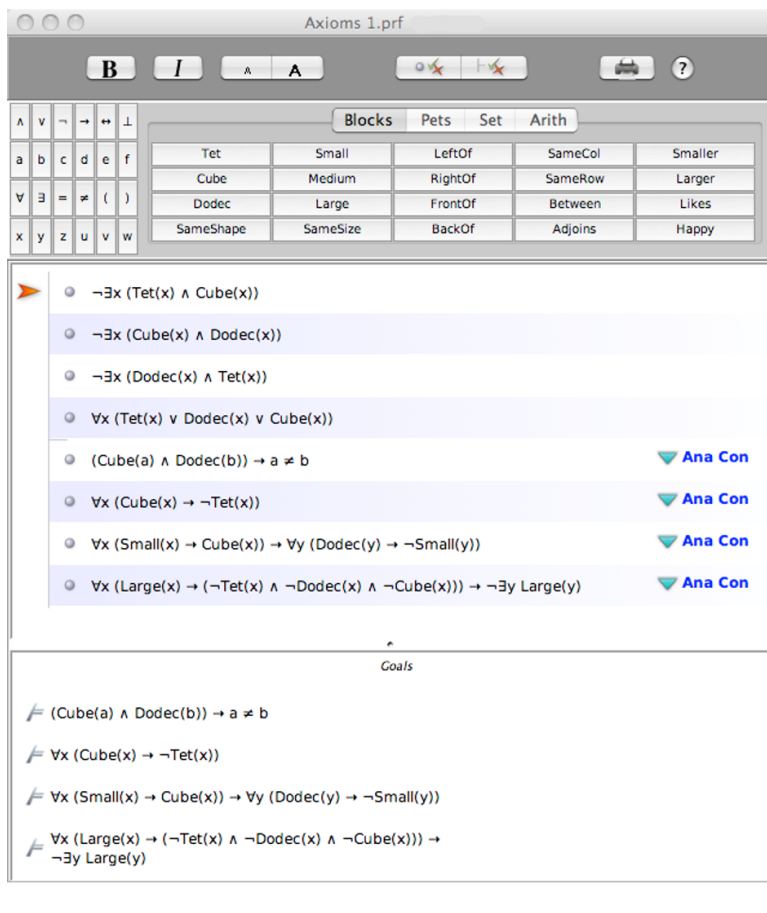 Axioms 1.prf
B I A A ?
∧ ∨ ¬ → ↔ ⊥
a b c d e f
∀ ∃ = ≠ ( )
x y z u v w
Blocks Pets Set Arith
Tet Small LeftOf SameCol Smaller
Cube Medium RightOf SameRow Larger
Dodec Large FrontOf Between Likes
SameShape SameSize BackOf Adjoins Happy
¬∃x (Tet(x) ∧ Cube(x))
¬∃x (Cube(x) ∧ Dodec(x))
¬∃x (Dodec(x) ∧ Tet(x))
∀x (Tet(x) ∨ Dodec(x) ∨ Cube(x))
(Cube(a) ∧ Dodec(b)) → a ≠ b Ana Con
∀x (Cube(x) → ¬Tet(x)) Ana Con
∀x (Small(x) → Cube(x)) → ∀y (Dodec(y) → ¬Small(y)) Ana Con
∀x (Large(x) → (¬Tet(x) ∧ ¬Dodec(x) ∧ ¬Cube(x))) → ¬∃y Large(y) Ana Con
Goals
(Cube(a) ∧ Dodec(b)) → a ≠ b
∀x (Cube(x) → ¬Tet(x))
∀x (Small(x) → Cube(x)) → ∀y (Dodec(y) → ¬Small(y))
∀x (Large(x) → (¬Tet(x) ∧ ¬Dodec(x) ∧ ¬Cube(x))) →
¬∃y Large(y)